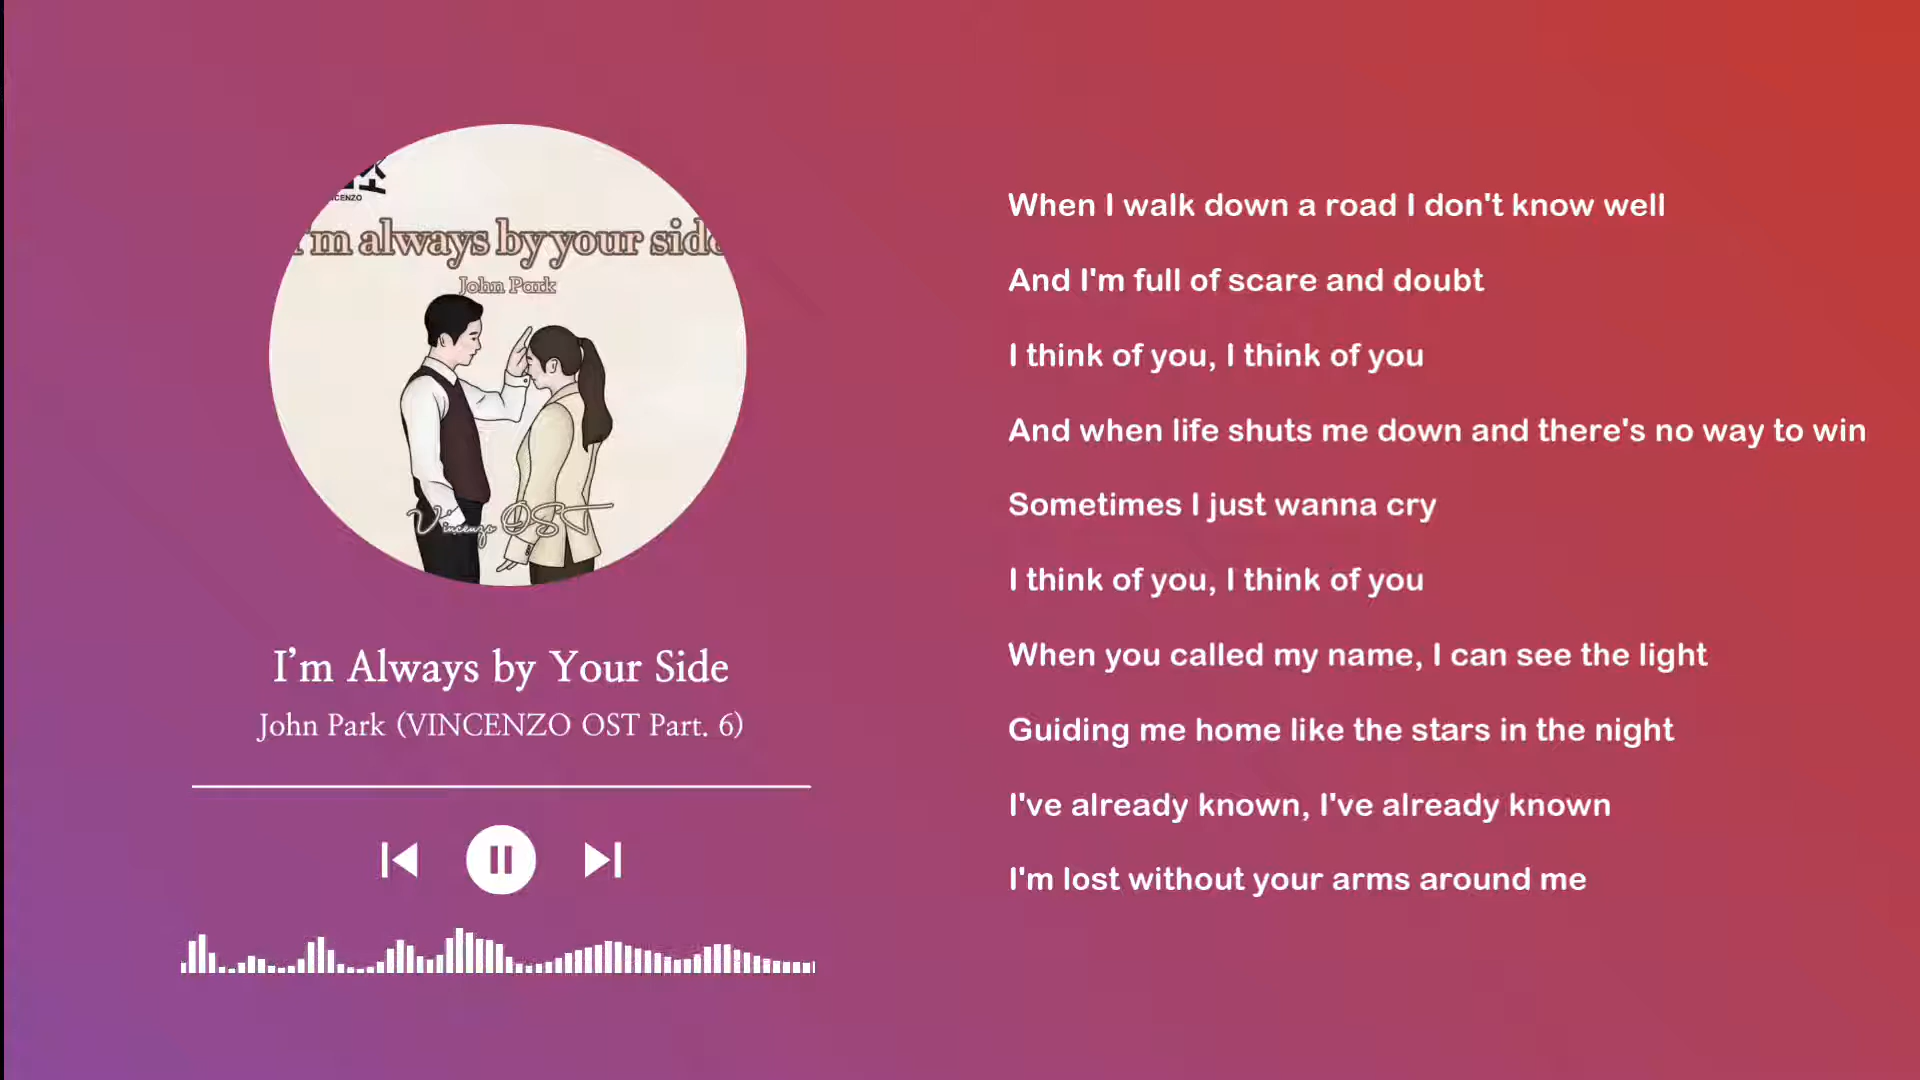 I'm always by your side
John Park
Vincenzo OST
I’m Always by Your Side
John Park (VINCENZO OST Part. 6)
When I walk down a road I don't know well
And I'm full of scare and doubt
I think of you, I think of you
And when life shuts me down and there's no way to win
Sometimes I just wanna cry
I think of you, I think of you
When you called my name, I can see the light
Guiding me home like the stars in the night
I've already known, I've already known
I'm lost without your arms around me